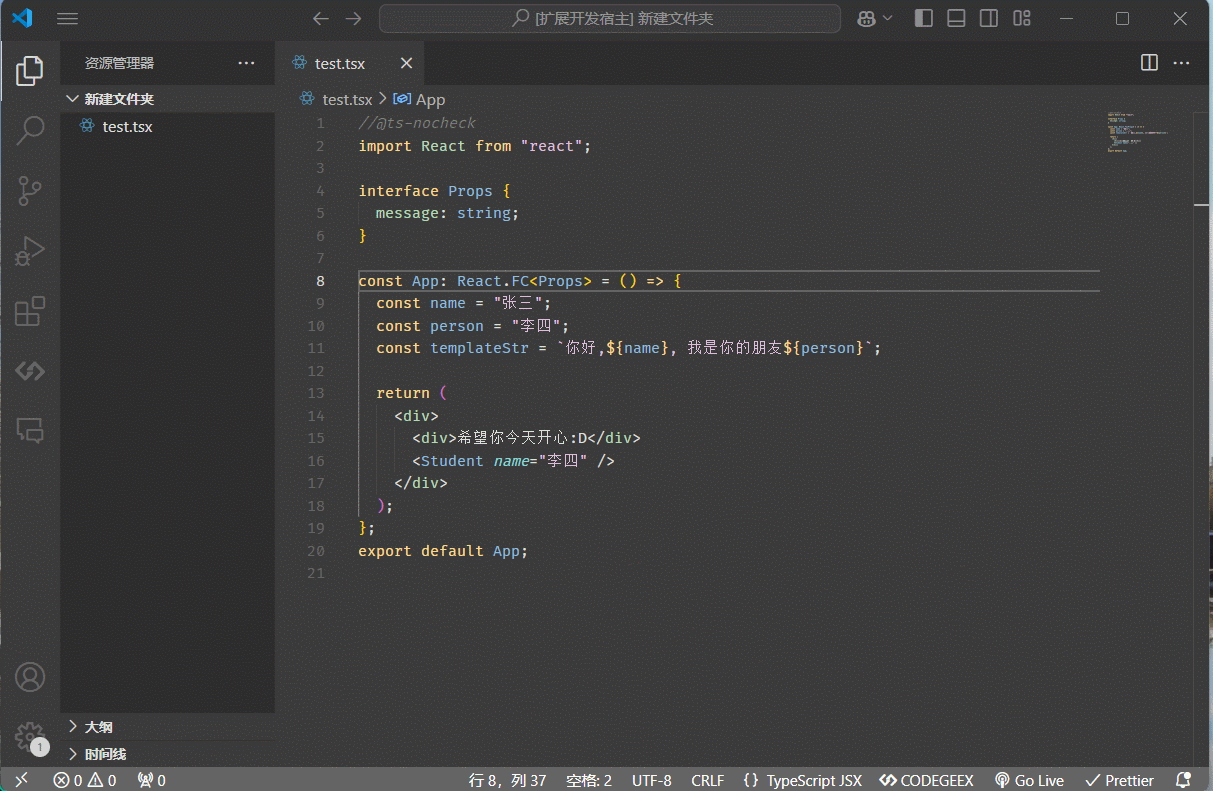 [扩展开发宿主] 新建文件夹
资源管理器
新建文件夹
test.tsx
大纲
时间线
1
test.tsx
test.tsx > App
1 //@ts-nocheck
2 import React from "react";
3
4 interface Props {
5 message: string;
6 }
7
8 const App: React.FC<Props> = () => {
9 const name = "张三";
10 const person = "李四";
11 const templateStr = `你好,${name}, 我是你的朋友${person}`;
12
13 return (
14 <div>
15 <div>希望你今天开心:D</div>
16 <Student name="李四" />
17 </div>
18 );
19 };
20 export default App;
21
0 0 0 行 8，列 37 空格: 2 UTF-8 CRLF {} TypeScript JSX CODEGEEX Go Live Prettier